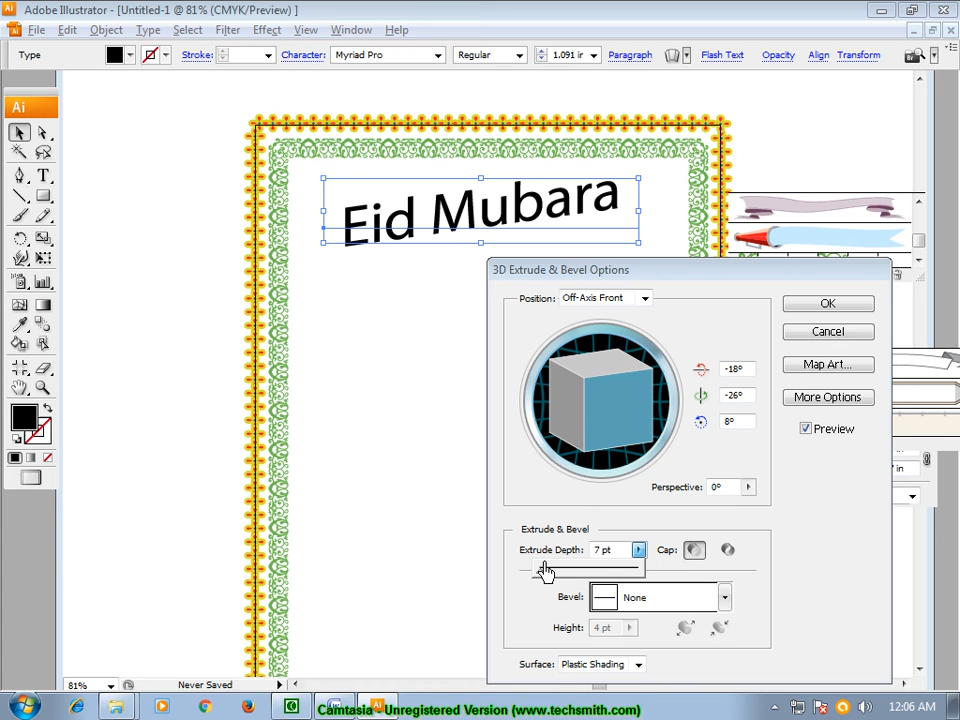 Adobe Illustrator - [Untitled-1 @ 81% (CMYK/Preview) ]
File Edit Object Type Select Filter Effect View Window Help
Type Stroke: Character: Myriad Pro Regular 1.091 ir Paragraph Flash Text Opacity Align Transform
Ai
Eid Mubara
3D Extrude & Bevel Options
Position: Off-Axis Front
OK
Cancel
Map Art...
More Options
Preview
-18°
-26°
8°
Perspective: 0°
Extrude & Bevel
Extrude Depth: 7 pt Cap:
Bevel: None
Height: 4 pt
Surface: Plastic Shading
in
81% Never Saved
Camtasia - Unregistered Version (www.techsmith.com)
12:06 AM